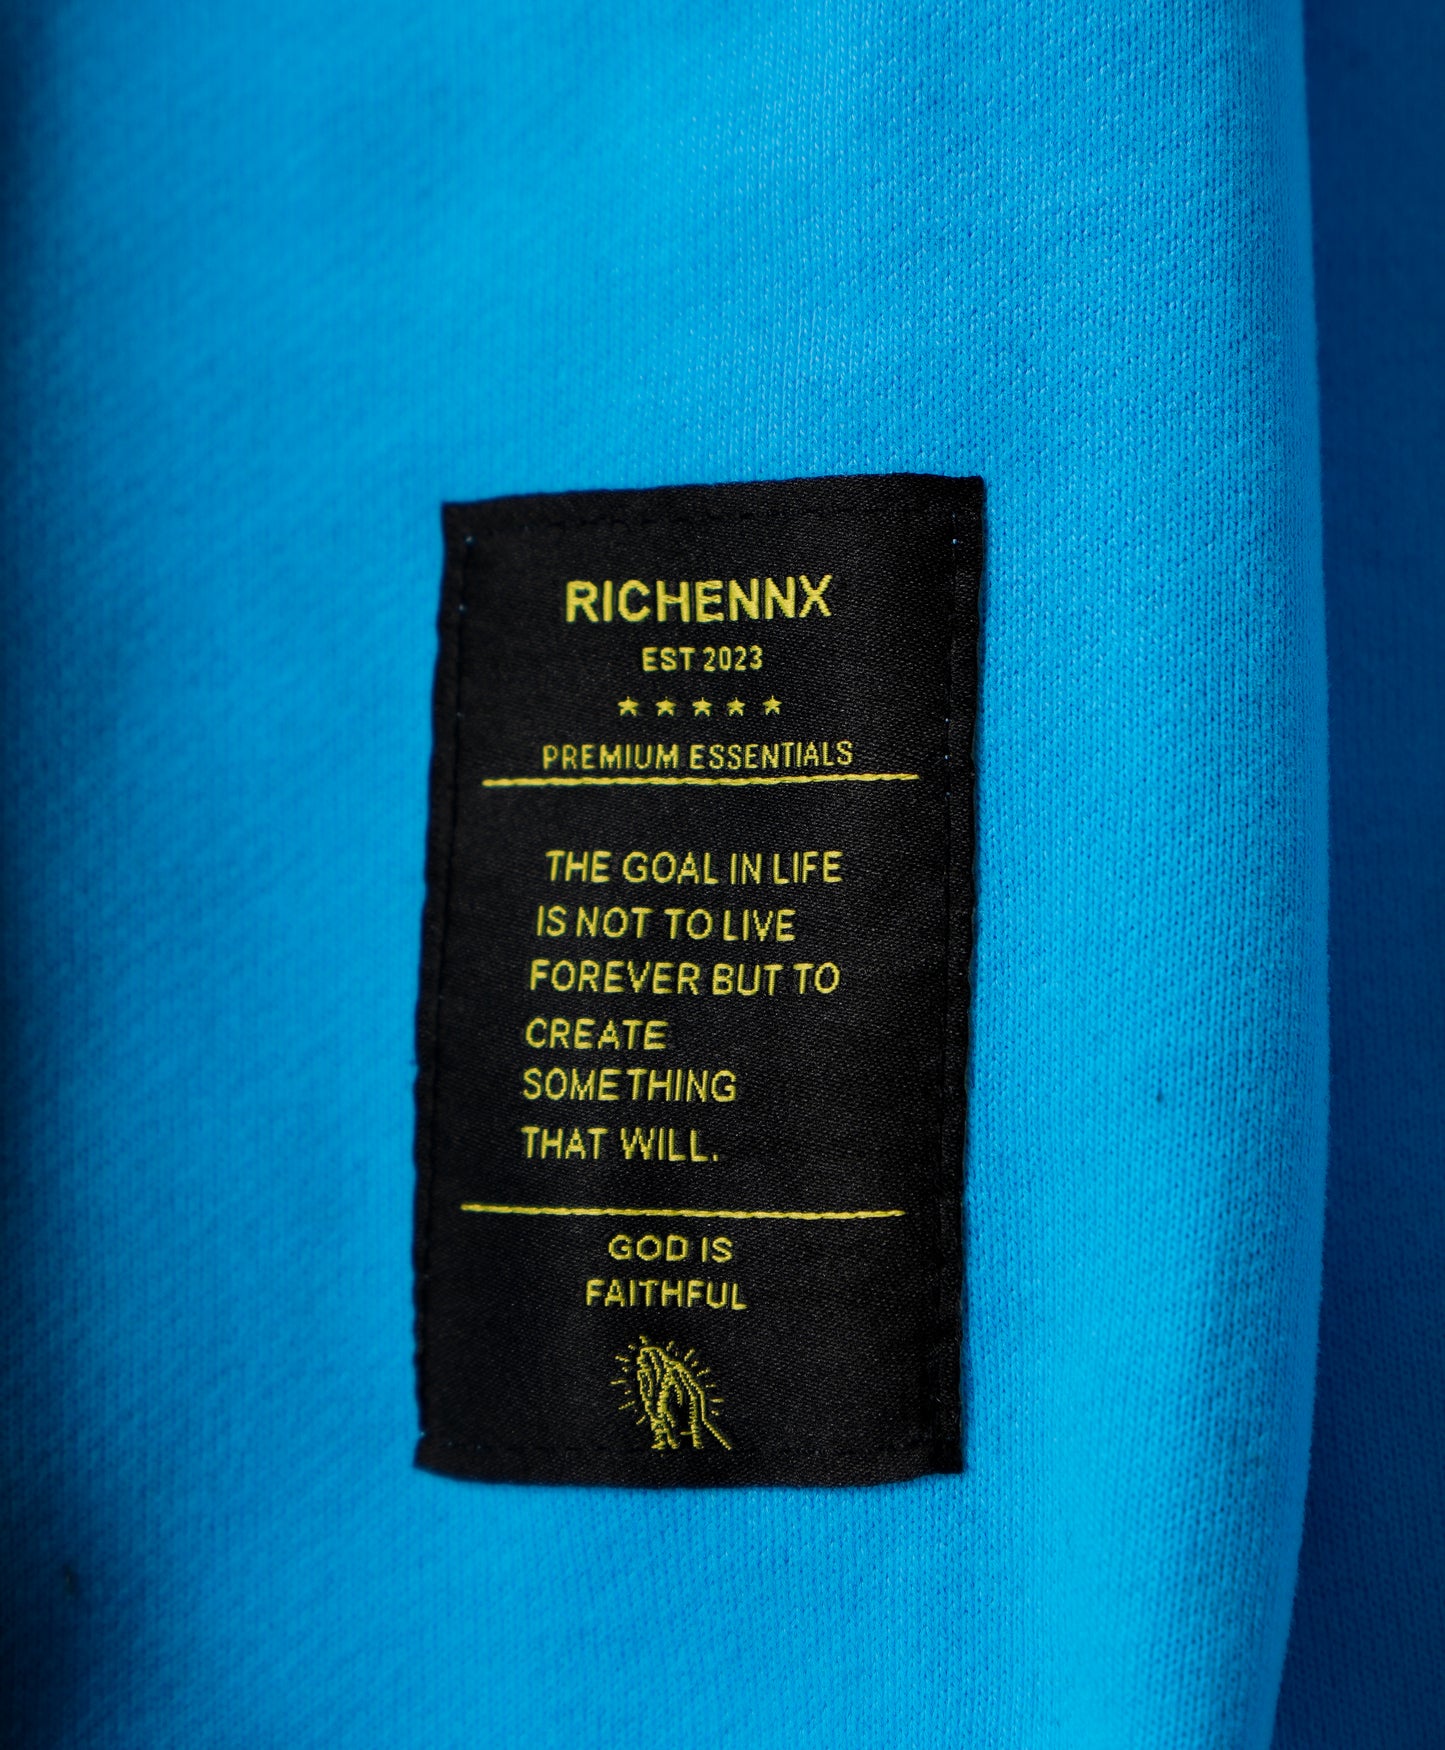 RICHENNX
EST 2023
★ ★ ★ ★ ★
PREMIUM ESSENTIALS
THE GOAL IN LIFE
IS NOT TO LIVE
FOREVER BUT TO
CREATE
SOMETHING
THAT WILL.
GOD IS
FAITHFUL